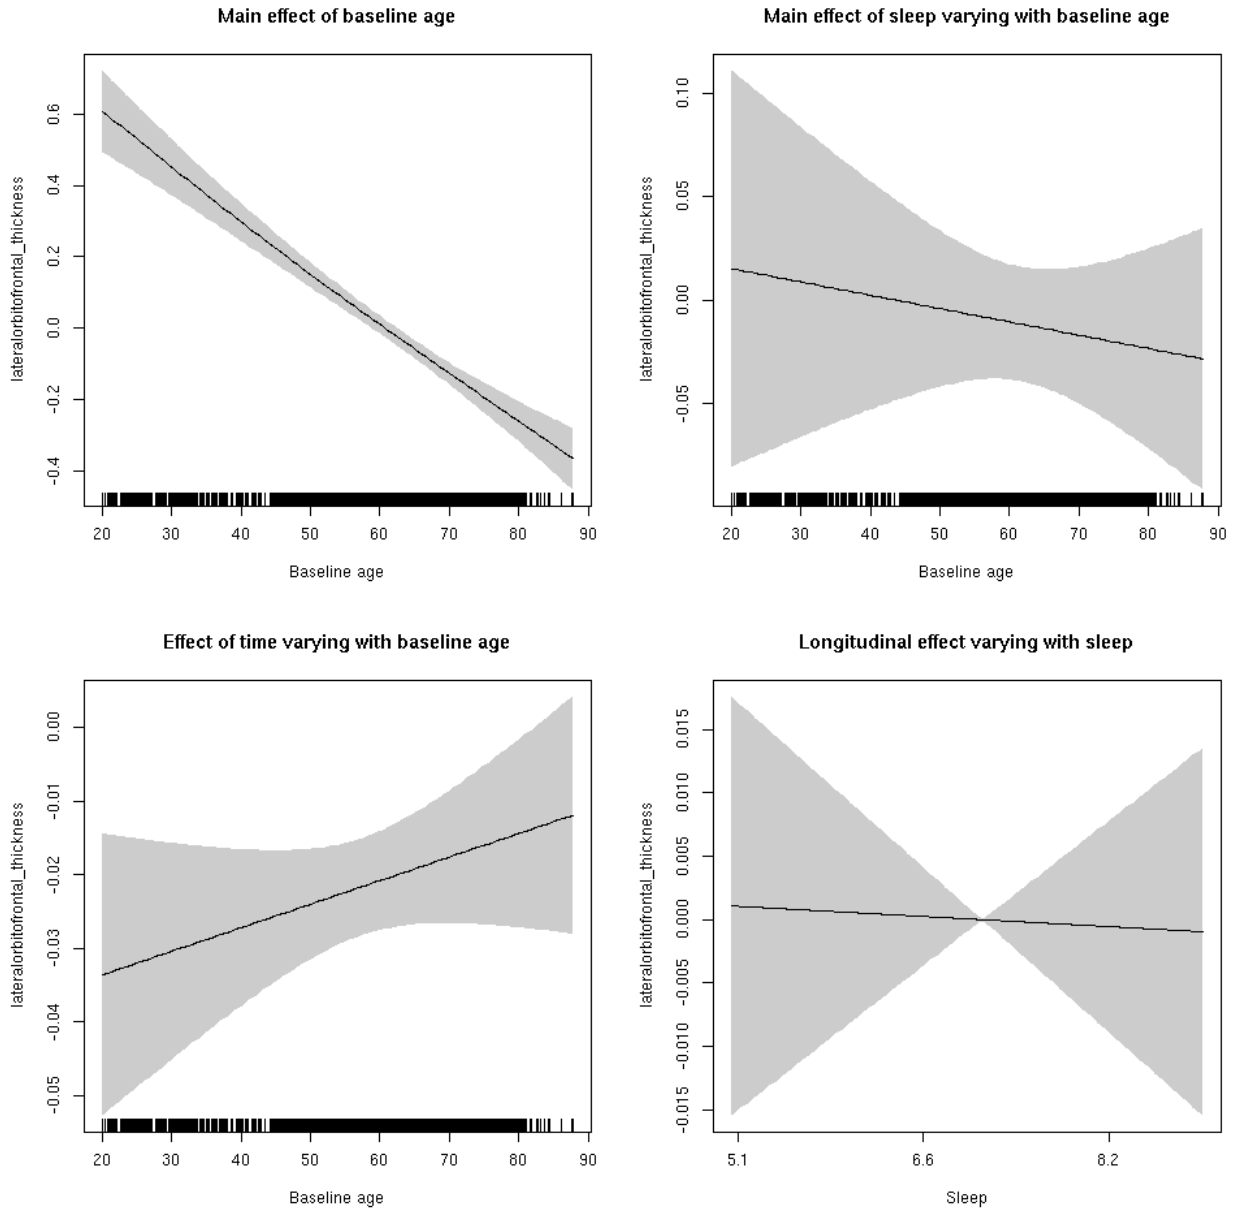 Main effect of baseline age
lateralorbitofrontal_thickness
0.6
0.4
0.2
0.0
-0.2
-0.4
20 30 40 50 60 70 80 90
Baseline age
Main effect of sleep varying with baseline age
lateralorbitofrontal_thickness
0.10
0.05
0.00
-0.05
20 30 40 50 60 70 80 90
Baseline age
Effect of time varying with baseline age
lateralorbitofrontal_thickness
0.00
-0.01
-0.02
-0.03
-0.04
-0.05
20 30 40 50 60 70 80 90
Baseline age
Longitudinal effect varying with sleep
lateralorbitofrontal_thickness
0.015
0.010
0.005
0.000
-0.005
-0.010
-0.015
5.1 6.6 8.2
Sleep